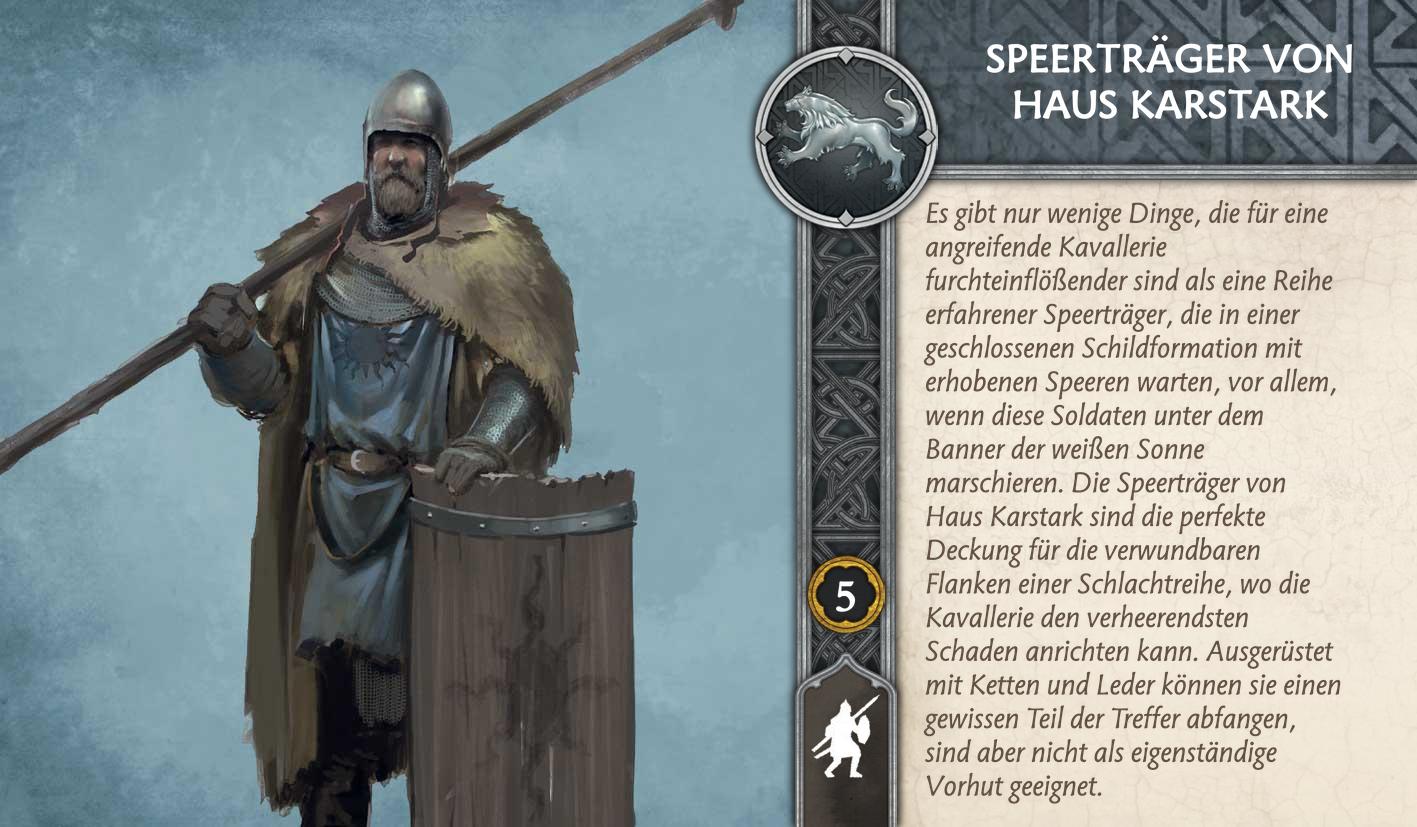 SPEERTRÄGER VON
HAUS KARSTARK
Es gibt nur wenige Dinge, die für eine
angreifende Kavallerie
furchteinflößender sind als eine Reihe
erfahrener Speerträger, die in einer
geschlossenen Schildformation mit
erhobenen Speeren warten, vor allem,
wenn diese Soldaten unter dem
Banner der weißen Sonne
marschieren. Die Speerträger von
Haus Karstark sind die perfekte
Deckung für die verwundbaren
Flanken einer Schlachtreihe, wo die
Kavallerie den verheerendsten
Schaden anrichten kann. Ausgerüstet
mit Ketten und Leder können sie einen
gewissen Teil der Treffer abfangen,
sind aber nicht als eigenständige
Vorhut geeignet.
5